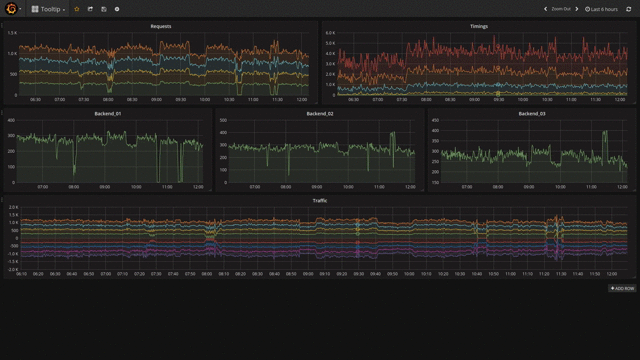 Tooltip
Zoom Out
Last 6 hours
Requests
Timings
1.5 K
1.0 K
500
0
06:30 07:00 07:30 08:00 08:30 09:00 09:30 10:00 10:30 11:00 11:30 12:00
6 K
5 K
4 K
3 K
2 K
1 K
0
06:30 07:00 07:30 08:00 08:30 09:00 09:30 10:00 10:30 11:00 11:30 12:00
Backend_01
Backend_02
Backend_03
400
300
200
100
0
07:00 08:00 09:00 10:00 11:00 12:00
500
400
300
200
100
0
07:00 08:00 09:00 10:00 11:00 12:00
450
400
350
300
250
200
150
07:00 08:00 09:00 10:00 11:00 12:00
Traffic
2.0 K
1.5 K
1.0 K
500
0
-500
-1.0 K
-1.5 K
-2.0 K
06:10 06:20 06:30 06:40 06:50 07:00 07:10 07:20 07:30 07:40 07:50 08:00 08:10 08:20 08:30 08:40 08:50 09:00 09:10 09:20 09:30 09:40 09:50 10:00 10:10 10:20 10:30 10:40 10:50 11:00 11:10 11:20 11:30 11:40 11:50 12:00
ADD ROW